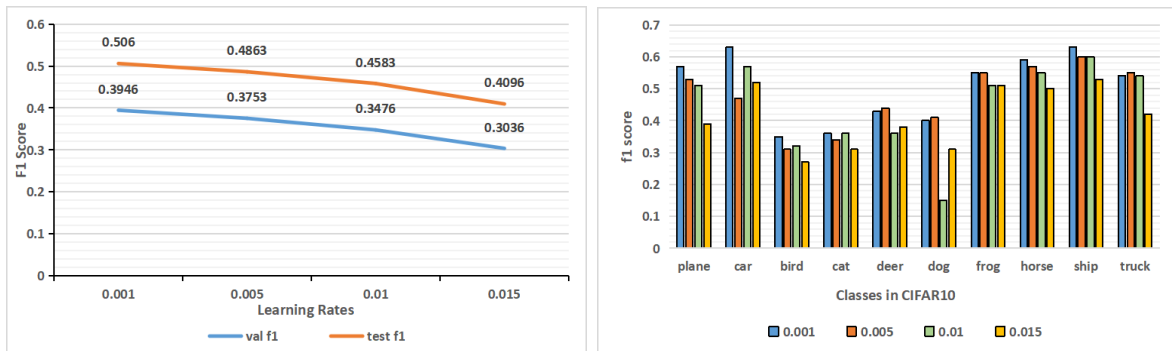 0.6
0.5
0.4
0.3
0.2
0.1
0
F1 Score
0.506
0.4863
0.4583
0.4096
0.3946
0.3753
0.3476
0.3036
0.001 0.005 0.01 0.015
Learning Rates
val f1 test f1
0.7
0.6
0.5
0.4
0.3
0.2
0.1
0
f1 score
plane car bird cat deer dog frog horse ship truck
Classes in CIFAR10
0.001 0.005 0.01 0.015